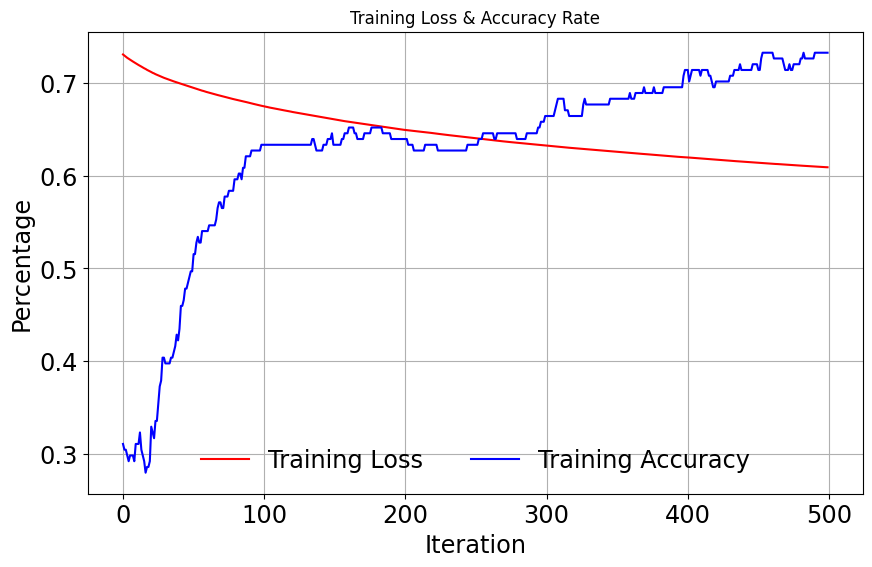 Training Loss & Accuracy Rate
Percentage
0.7
0.6
0.5
0.4
0.3
Training Loss Training Accuracy
0 100 200 300 400 500
Iteration